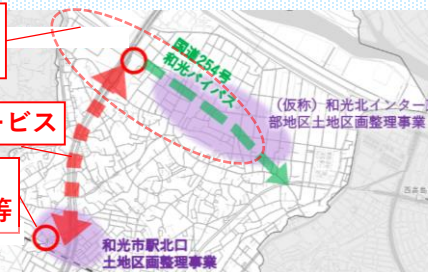 国道254号
和光バイパス
(仮称)和光北インター
部地区土地区画整理事業
ービス
等
和光市駅北口
土地区画整理事業